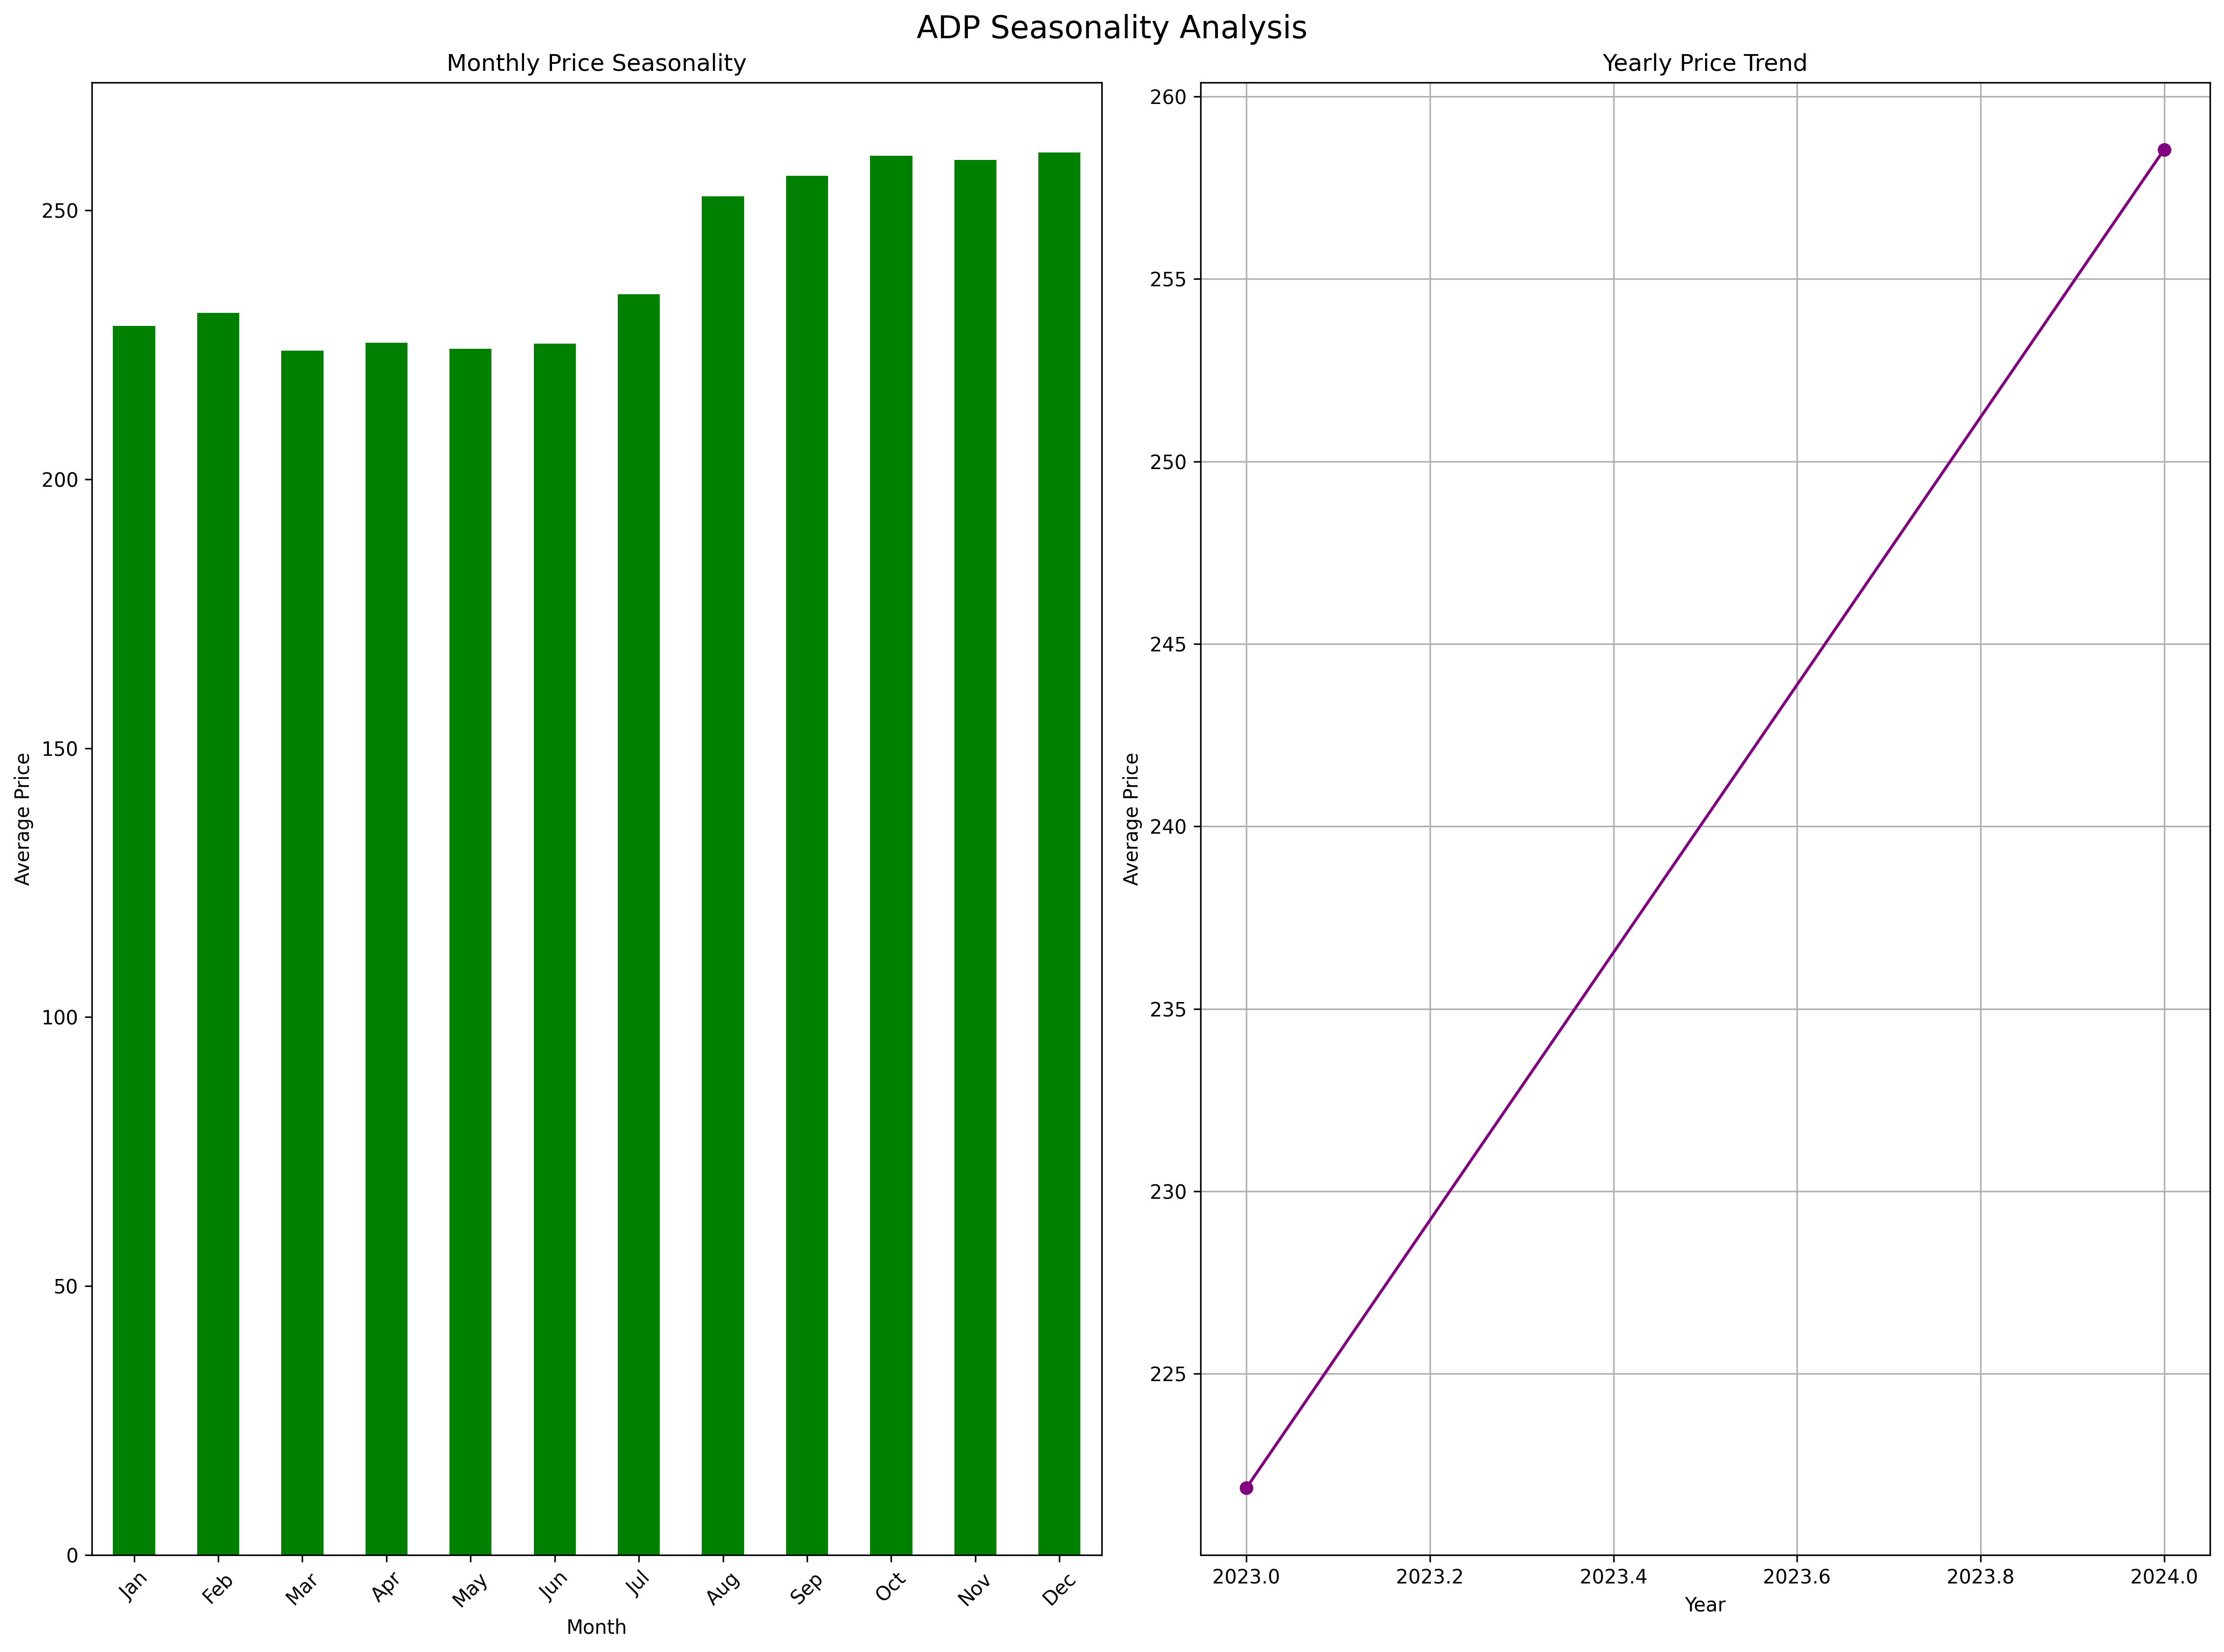 ADP Seasonality Analysis
Monthly Price Seasonality
Average Price
250
200
150
100
50
0
Jan
Feb
Mar
Apr
May
Jun
Jul
Aug
Sep
Oct
Nov
Dec
Month
Yearly Price Trend
Average Price
260
255
250
245
240
235
230
225
2023.0
2023.2
2023.4
2023.6
2023.8
2024.0
Year